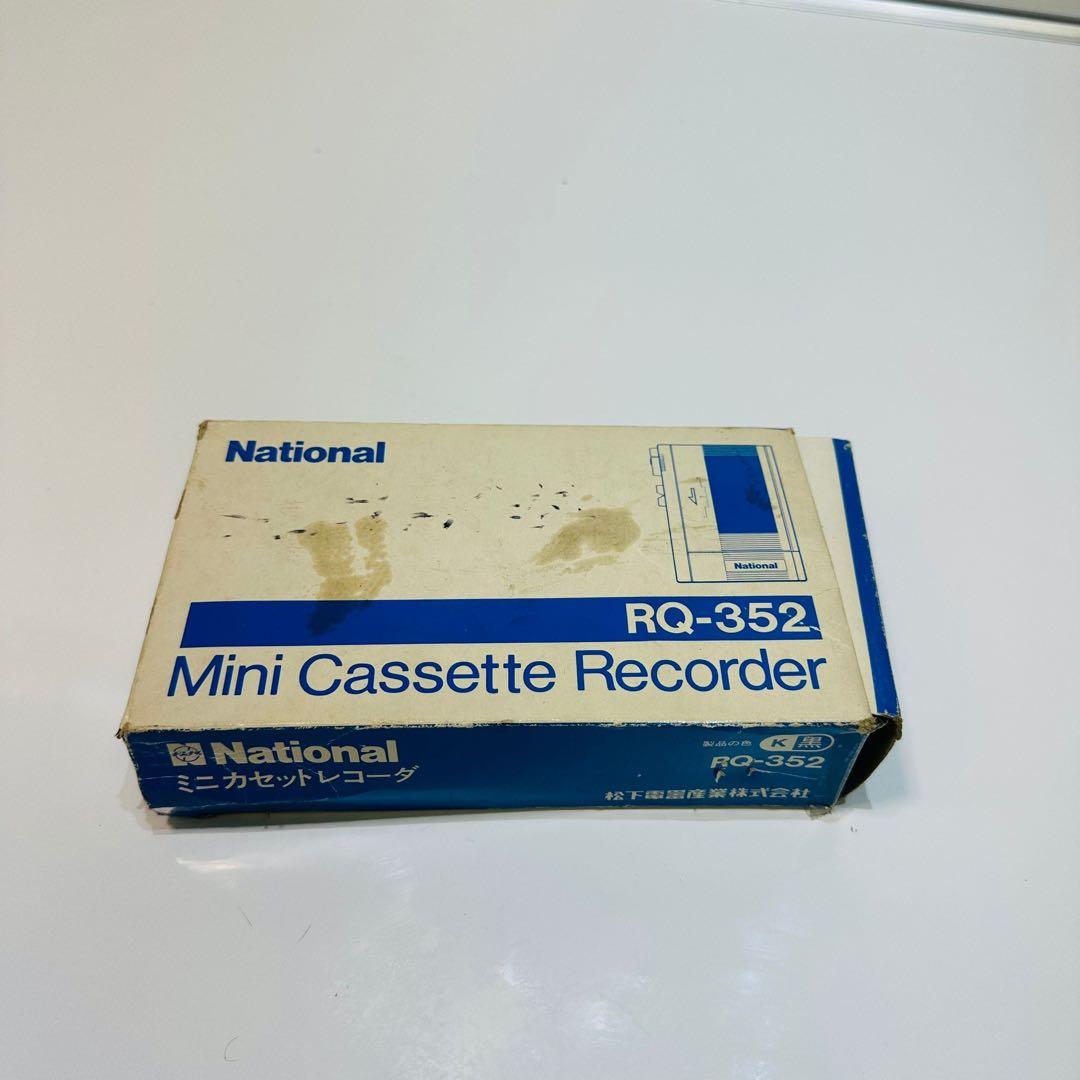 National
National
RQ-352
Mini Cassette Recorder
National
ミニカセットレコーダ
製品の色 K 黒
RQ-352
松下電器産業株式会社